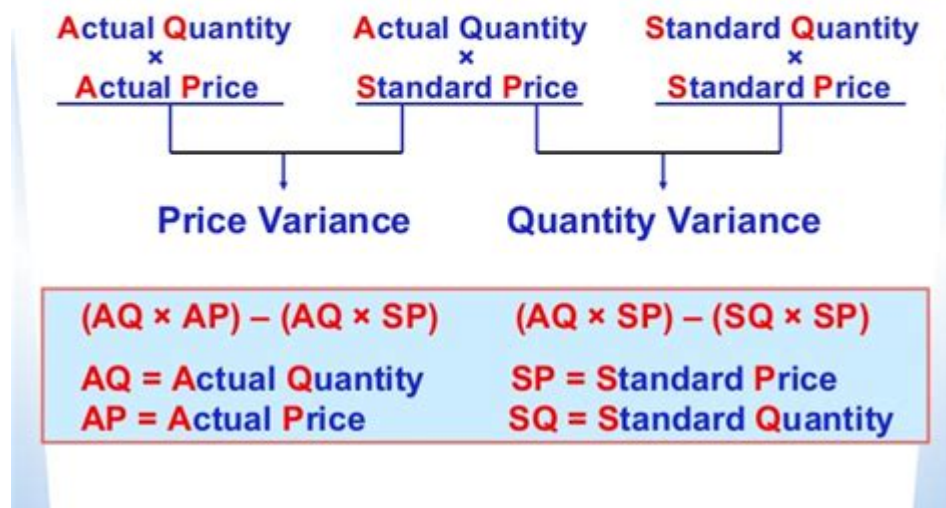 Actual Quantity Actual Quantity Standard Quantity
× × ×
Actual Price Standard Price Standard Price
Price Variance Quantity Variance
(AQ × AP) – (AQ × SP) (AQ × SP) – (SQ × SP)
AQ = Actual Quantity SP = Standard Price
AP = Actual Price SQ = Standard Quantity